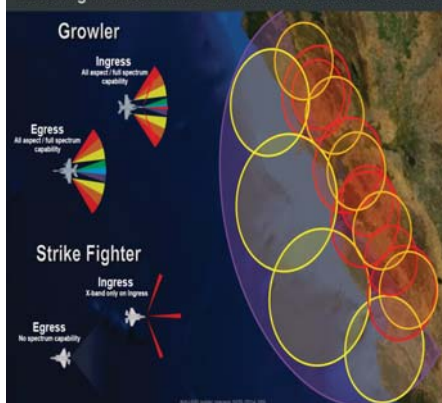 Growler
Ingress
All aspect / full spectrum
capability
Egress
All aspect / full spectrum
capability
Strike Fighter
Ingress
X-band only on Ingress
Egress
No spectrum capability